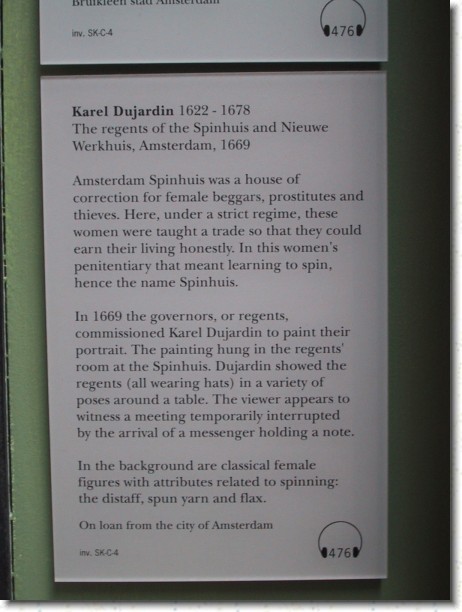 Bruikleen stad Amsterdam
inv. SK-C-4
476
Karel Dujardin 1622 - 1678
The regents of the Spinhuis and Nieuwe
Werkhuis, Amsterdam, 1669
Amsterdam Spinhuis was a house of
correction for female beggars, prostitutes and
thieves. Here, under a strict regime, these
women were taught a trade so that they could
earn their living honestly. In this women's
penitentiary that meant learning to spin,
hence the name Spinhuis.
In 1669 the governors, or regents,
commissioned Karel Dujardin to paint their
portrait. The painting hung in the regents'
room at the Spinhuis. Dujardin showed the
regents (all wearing hats) in a variety of
poses around a table. The viewer appears to
witness a meeting temporarily interrupted
by the arrival of a messenger holding a note.
In the background are classical female
figures with attributes related to spinning:
the distaff, spun yarn and flax.
On loan from the city of Amsterdam
inv. SK-C-4
476